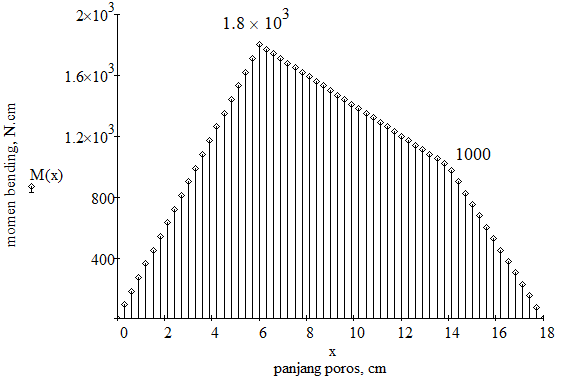 1.8 × 10³
2×10³
1.6×10³
1.2×10³
1000
M(x)
800
400
momen bending, N.cm
0 2 4 6 8 10 12 14 16 18
x
panjang poros, cm